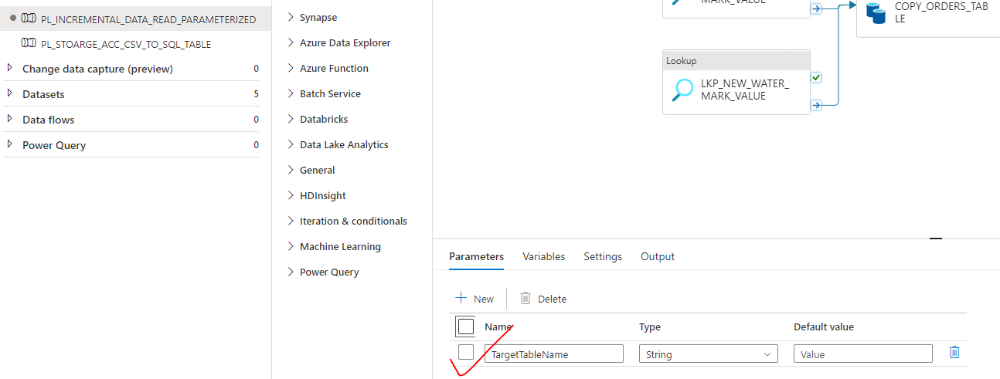 PL_INCREMENTAL_DATA_READ_PARAMETERIZED
PL_STOARGE_ACC_CSV_TO_SQL_TABLE
Change data capture (preview) 0
Datasets 5
Data flows 0
Power Query 0
Synapse
Azure Data Explorer
Azure Function
Batch Service
Databricks
Data Lake Analytics
General
HDInsight
Iteration & conditionals
Machine Learning
Power Query
MARK_VALUE
COPY_ORDERS_TAB
LE
Lookup
LKP_NEW_WATER_
MARK_VALUE
Parameters Variables Settings Output
New Delete
Name Type Default value
TargetTableName String Value